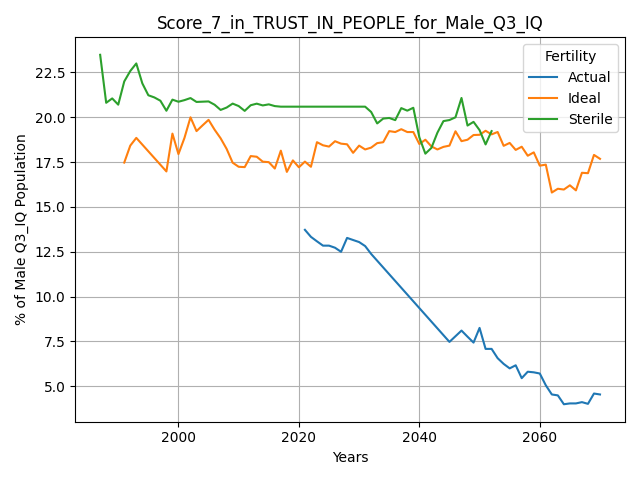 Score_7_in_TRUST_IN_PEOPLE_for_Male_Q3_IQ
Fertility
Actual
Ideal
Sterile
% of Male Q3_IQ Population
22.5
20.0
17.5
15.0
12.5
10.0
7.5
5.0
2000
2020
2040
2060
Years